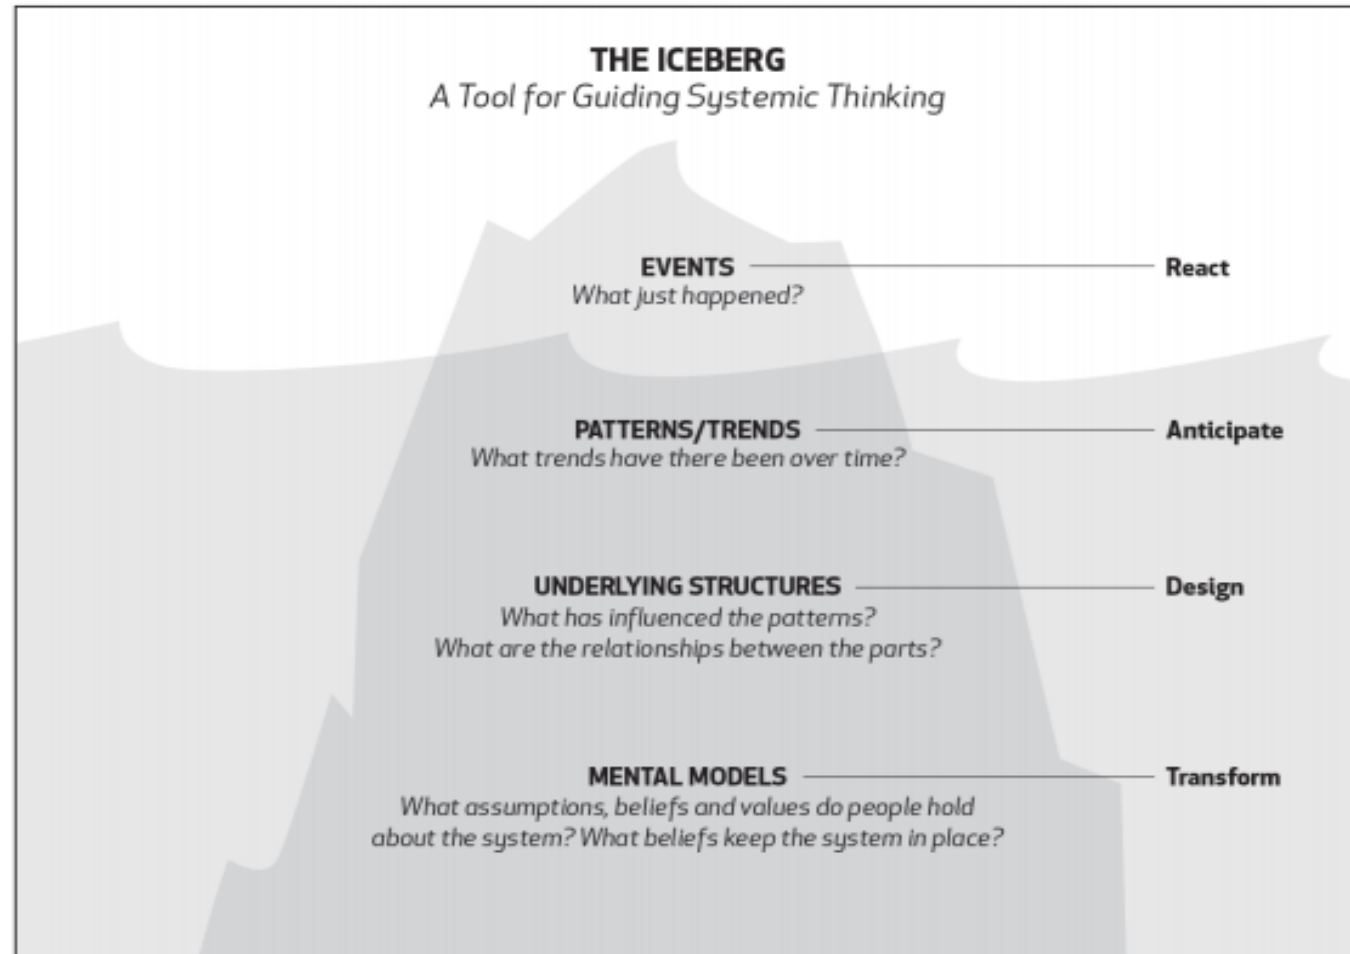 THE ICEBERG
A Tool for Guiding Systemic Thinking
EVENTS
React
What just happened?
PATTERNS/TRENDS
Anticipate
What trends have there been over time?
UNDERLYING STRUCTURES
Design
What has influenced the patterns?
What are the relationships between the parts?
MENTAL MODELS
Transform
What assumptions, beliefs and values do people hold
about the system? What beliefs keep the system in place?